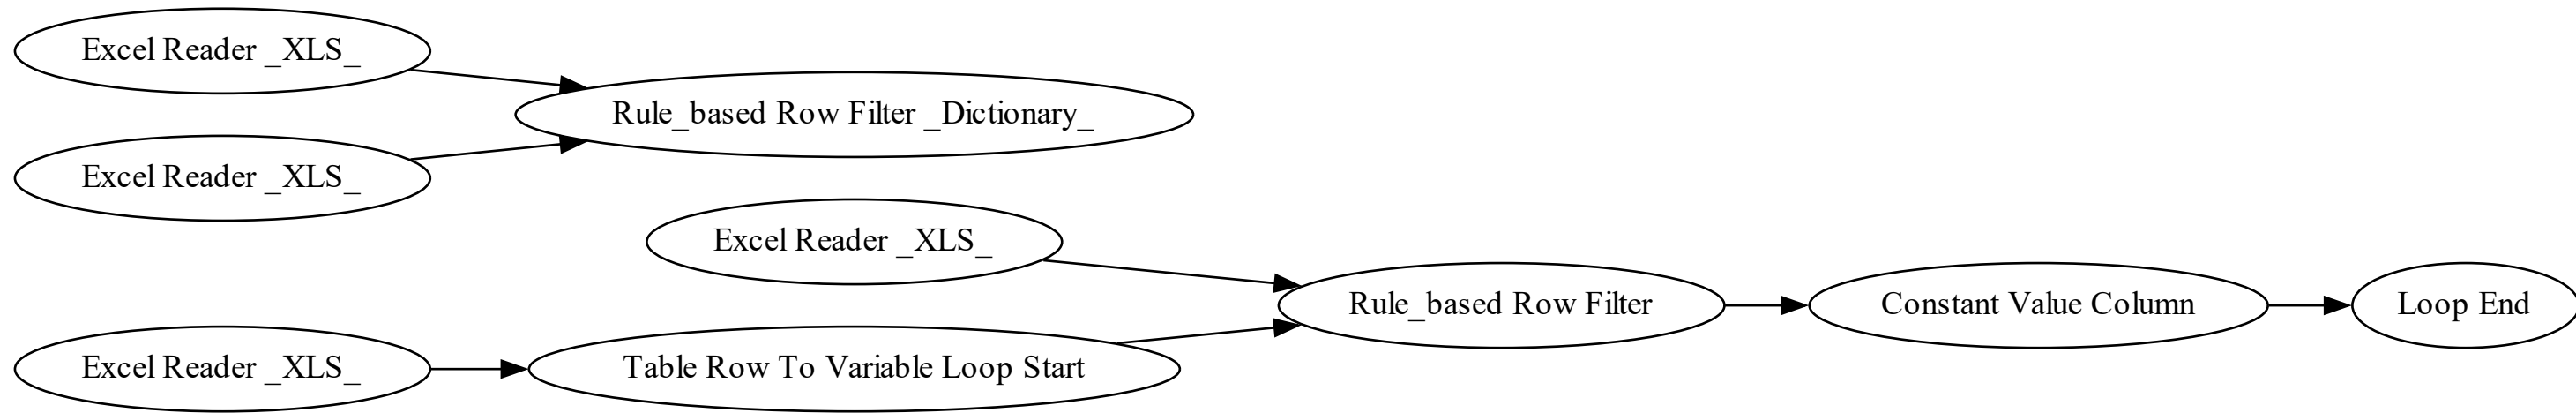 Excel Reader _XLS_
Rule_based Row Filter _Dictionary_
Excel Reader _XLS_
Excel Reader _XLS_
Rule_based Row Filter
Constant Value Column
Loop End
Excel Reader _XLS_
Table Row To Variable Loop Start